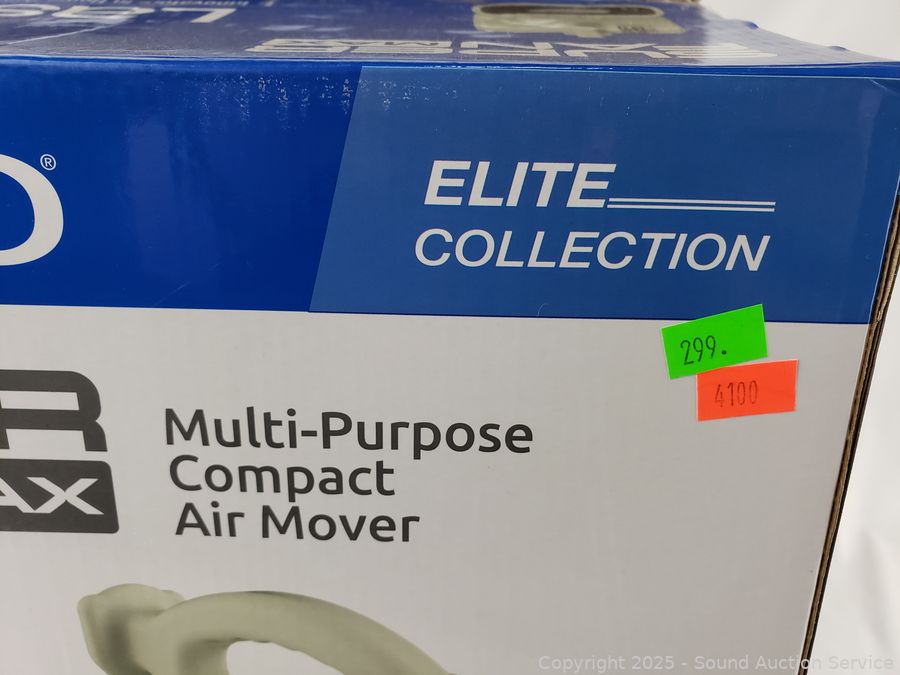 ELITE
COLLECTION
®
299.
4100
Multi-Purpose
Compact
Air Mover
Copyright 2025 - Sound Auction Service